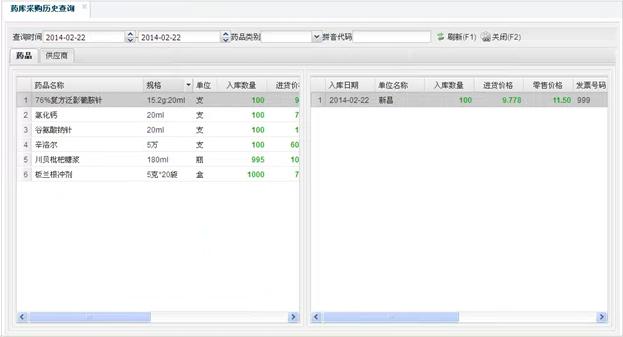 药库采购历史查询
查询时间 2014-02-22 - 2014-02-22 药品类别 拼音代码 刷新(F1) 关闭(F2)
药品 供应商
药品名称 规格 单位 入库数量 进货价
1 76%复方泛影葡胺针 15.2g:20ml 支 100 9
2 氯化钙 20ml 支 100 7
3 谷氨酸钠针 20ml 支 100 1
4 辛洛尔 5万 支 100 60
5 川贝枇杷糖浆 180ml 瓶 995 10
6 板兰根冲剂 5克*20袋 盒 1000 7
入库日期 单位名称 入库数量 进货价格 零售价格 发票号码
1 2014-02-22 新昌 100 9.778 11.50 999